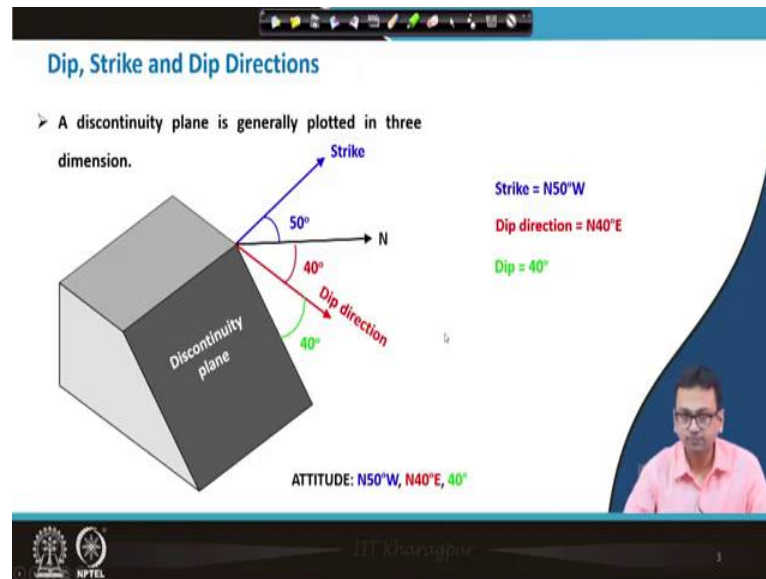 Dip, Strike and Dip Directions
➢ A discontinuity plane is generally plotted in three
dimension.
Strike
50°
N
40°
Dip direction
40°
Discontinuity
plane
Strike = N50°W
Dip direction = N40°E
Dip = 40°
ATTITUDE: N50°W, N40°E, 40°
NPTEL
IIT Kharagpur
3